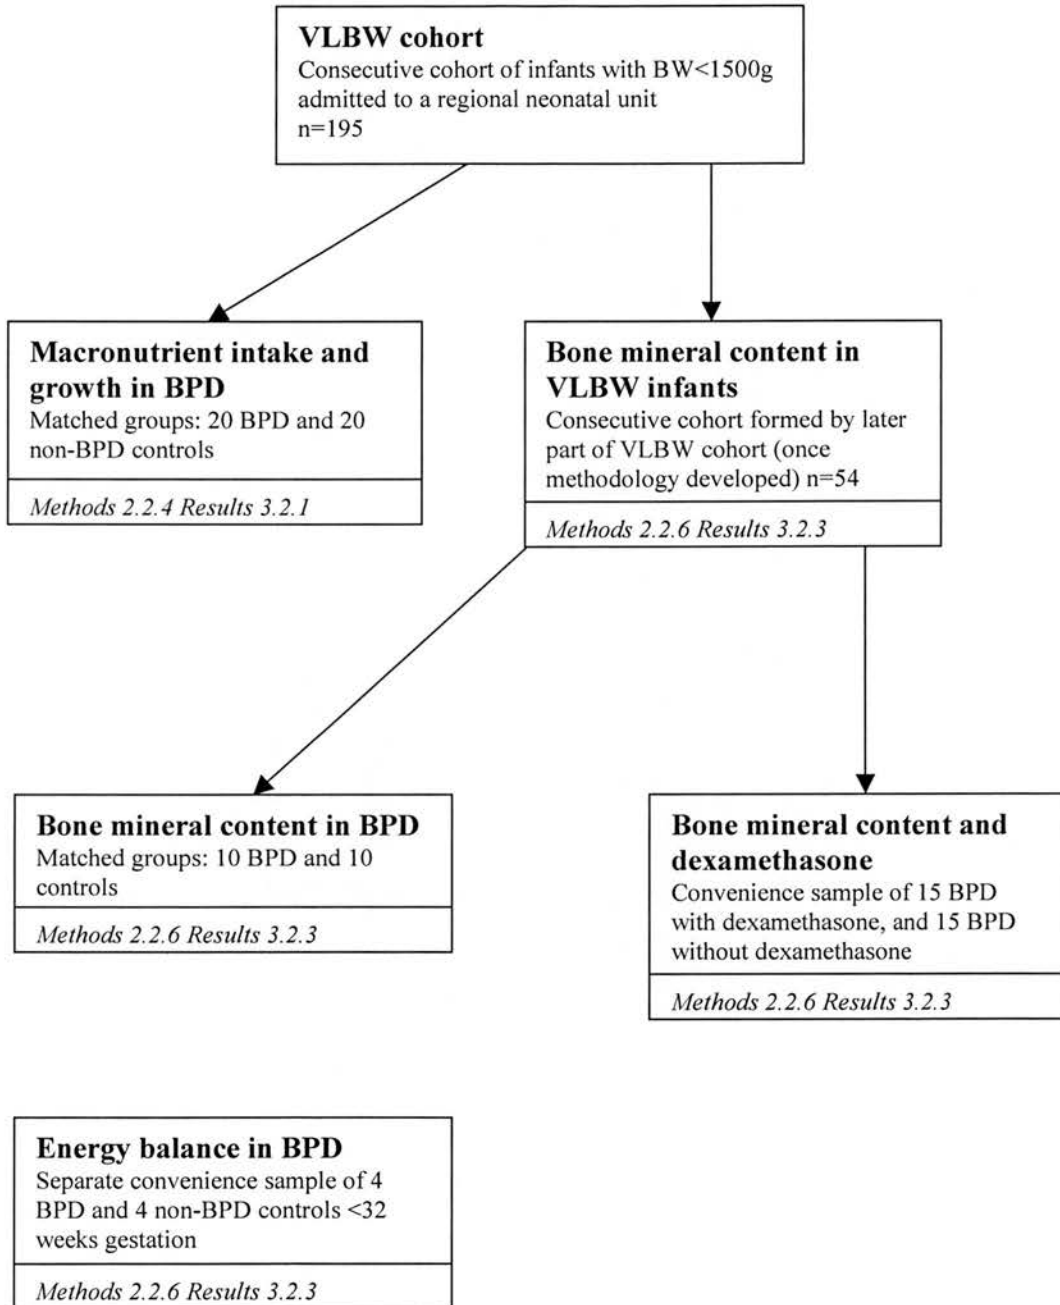 VLBW cohort
Consecutive cohort of infants with BW<1500g
admitted to a regional neonatal unit
n=195
Macronutrient intake and
growth in BPD
Matched groups: 20 BPD and 20
non-BPD controls
Methods 2.2.4 Results 3.2.1
Bone mineral content in
VLBW infants
Consecutive cohort formed by later
part of VLBW cohort (once
methodology developed) n=54
Methods 2.2.6 Results 3.2.3
Bone mineral content in BPD
Matched groups: 10 BPD and 10
controls
Methods 2.2.6 Results 3.2.3
Bone mineral content and
dexamethasone
Convenience sample of 15 BPD
with dexamethasone, and 15 BPD
without dexamethasone
Methods 2.2.6 Results 3.2.3
Energy balance in BPD
Separate convenience sample of 4
BPD and 4 non-BPD controls <32
weeks gestation
Methods 2.2.6 Results 3.2.3